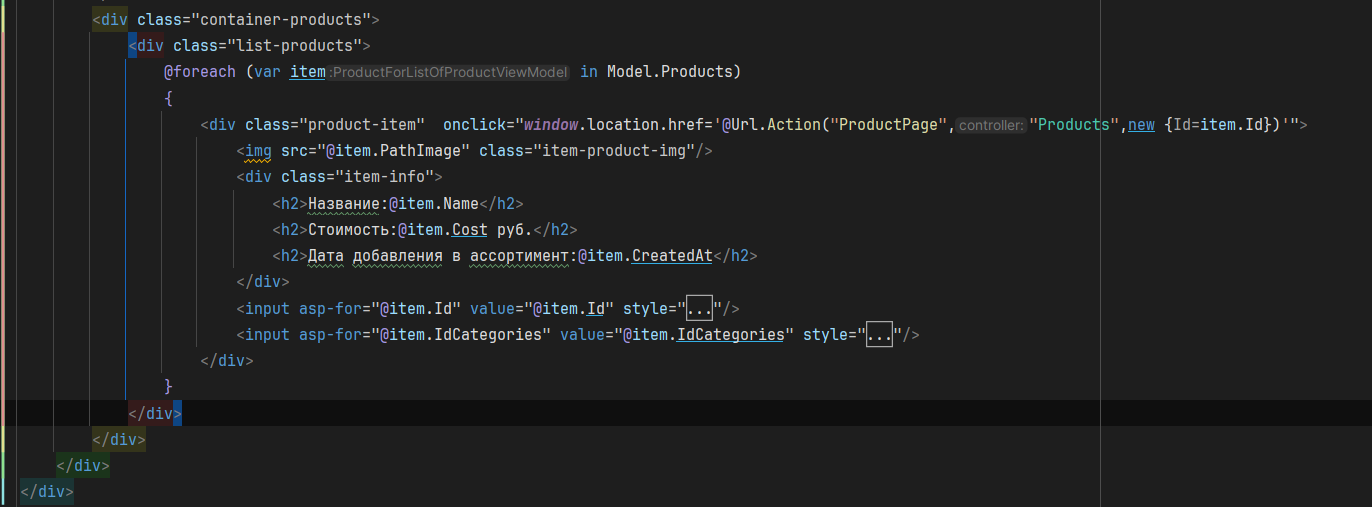 <div class="container-products">
<div class="list-products">
@foreach (var item:ProductForListOfProductViewModel in Model.Products)
{
<div class="product-item"  onclick="window.location.href='@Url.Action("ProductPage",controller:"Products",new {Id=item.Id})'">
<img src="@item.PathImage" class="item-product-img"/>
<div class="item-info">
<h2>Название:@item.Name</h2>
<h2>Стоимость:@item.Cost руб.</h2>
<h2>Дата добавления в ассортимент:@item.CreatedAt</h2>
</div>
<input asp-for="@item.Id" value="@item.Id" style="..."/>
<input asp-for="@item.IdCategories" value="@item.IdCategories" style="..."/>
</div>
}
</div>
</div>
</div>
</div>